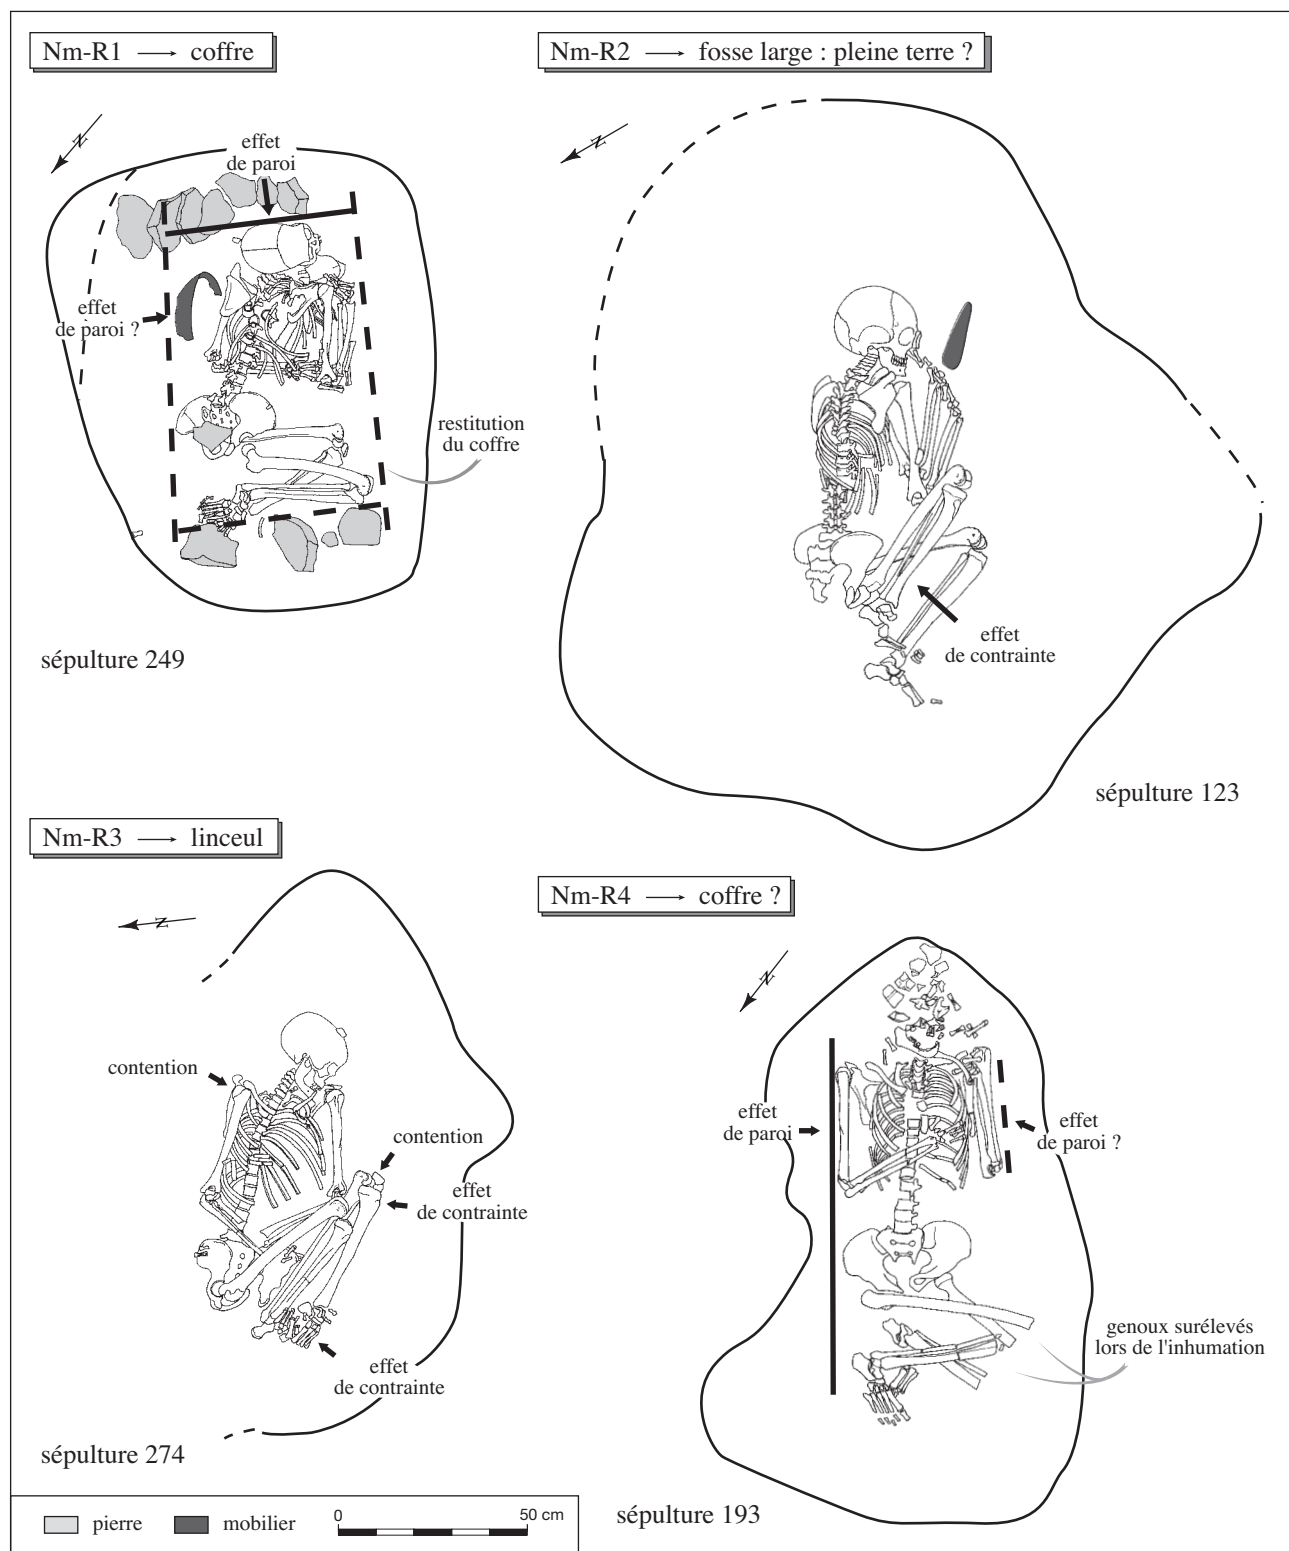 Nm-R1 → coffre
N
effet
de paroi
effet
de paroi ?
restitution
du coffre
sépulture 249
Nm-R2 → fosse large : pleine terre ?
N
effet
de contrainte
sépulture 123
Nm-R3 → linceul
N
contention
contention
effet
de contrainte
effet
de contrainte
sépulture 274
Nm-R4 → coffre ?
N
effet
de paroi
effet
de paroi ?
genoux surélevés
lors de l'inhumation
sépulture 193
pierre
mobilier
0
50 cm